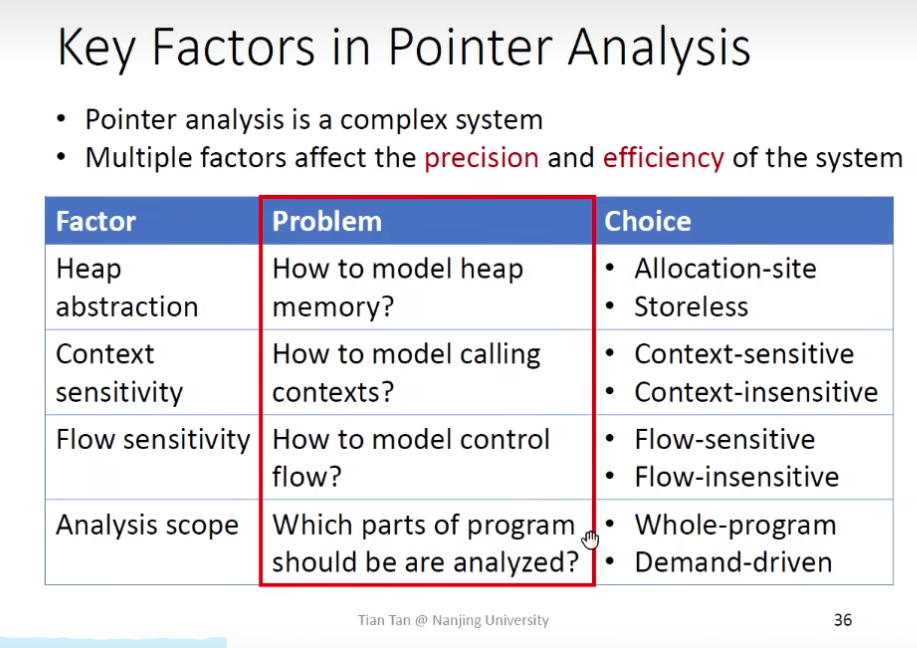 Key Factors in Pointer Analysis
• Pointer analysis is a complex system
• Multiple factors affect the precision and efficiency of the system
Factor Problem Choice
Heap How to model heap • Allocation-site
abstraction memory? • Storeless
Context How to model calling • Context-sensitive
sensitivity contexts? • Context-insensitive
Flow sensitivity How to model control • Flow-sensitive
flow? • Flow-insensitive
Analysis scope Which parts of program • Whole-program
should be are analyzed? • Demand-driven
Tian Tan @ Nanjing University 36